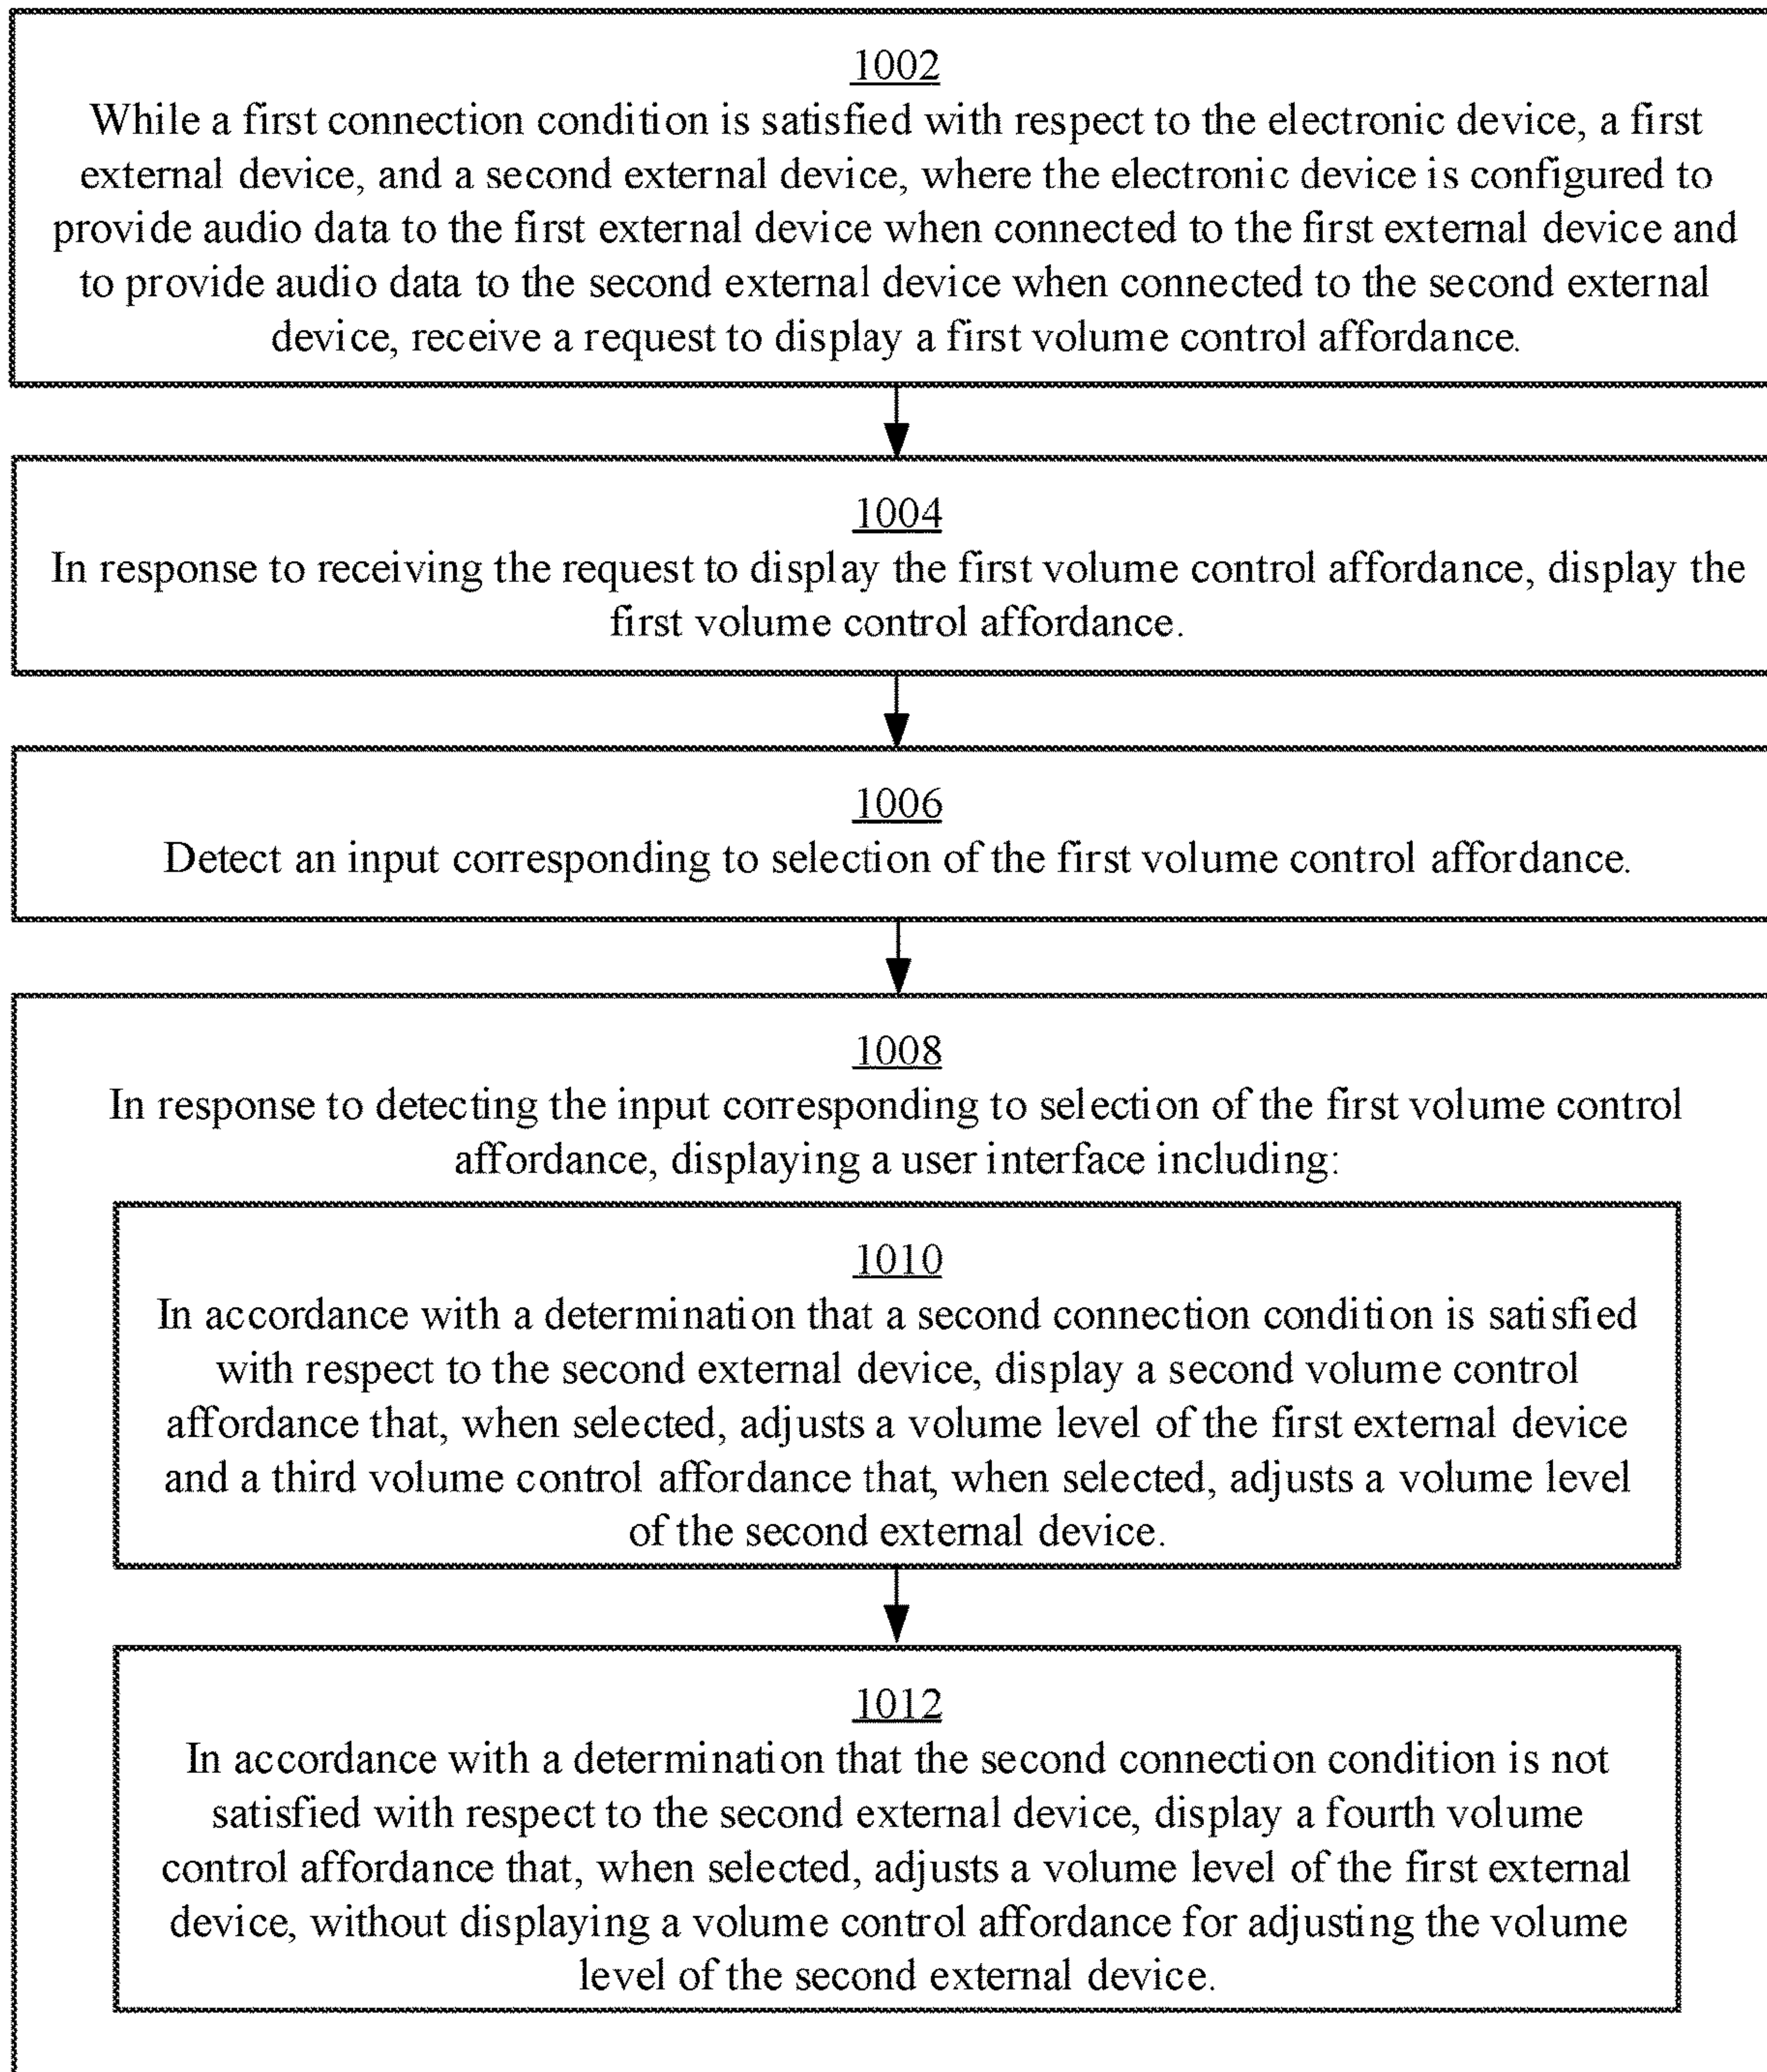 1002
While a first connection condition is satisfied with respect to the electronic device, a first
external device, and a second external device, where the electronic device is configured to
provide audio data to the first external device when connected to the first external device and
to provide audio data to the second external device when connected to the second external
device, receive a request to display a first volume control affordance.
1004
In response to receiving the request to display the first volume control affordance, display the
first volume control affordance.
1006
Detect an input corresponding to selection of the first volume control affordance.
1008
In response to detecting the input corresponding to selection of the first volume control
affordance, displaying a user interface including:
1010
In accordance with a determination that a second connection condition is satisfied
with respect to the second external device, display a second volume control
affordance that, when selected, adjusts a volume level of the first external device
and a third volume control affordance that, when selected, adjusts a volume level
of the second external device.
1012
In accordance with a determination that the second connection condition is not
satisfied with respect to the second external device, display a fourth volume
control affordance that, when selected, adjusts a volume level of the first external
device, without displaying a volume control affordance for adjusting the volume
level of the second external device.